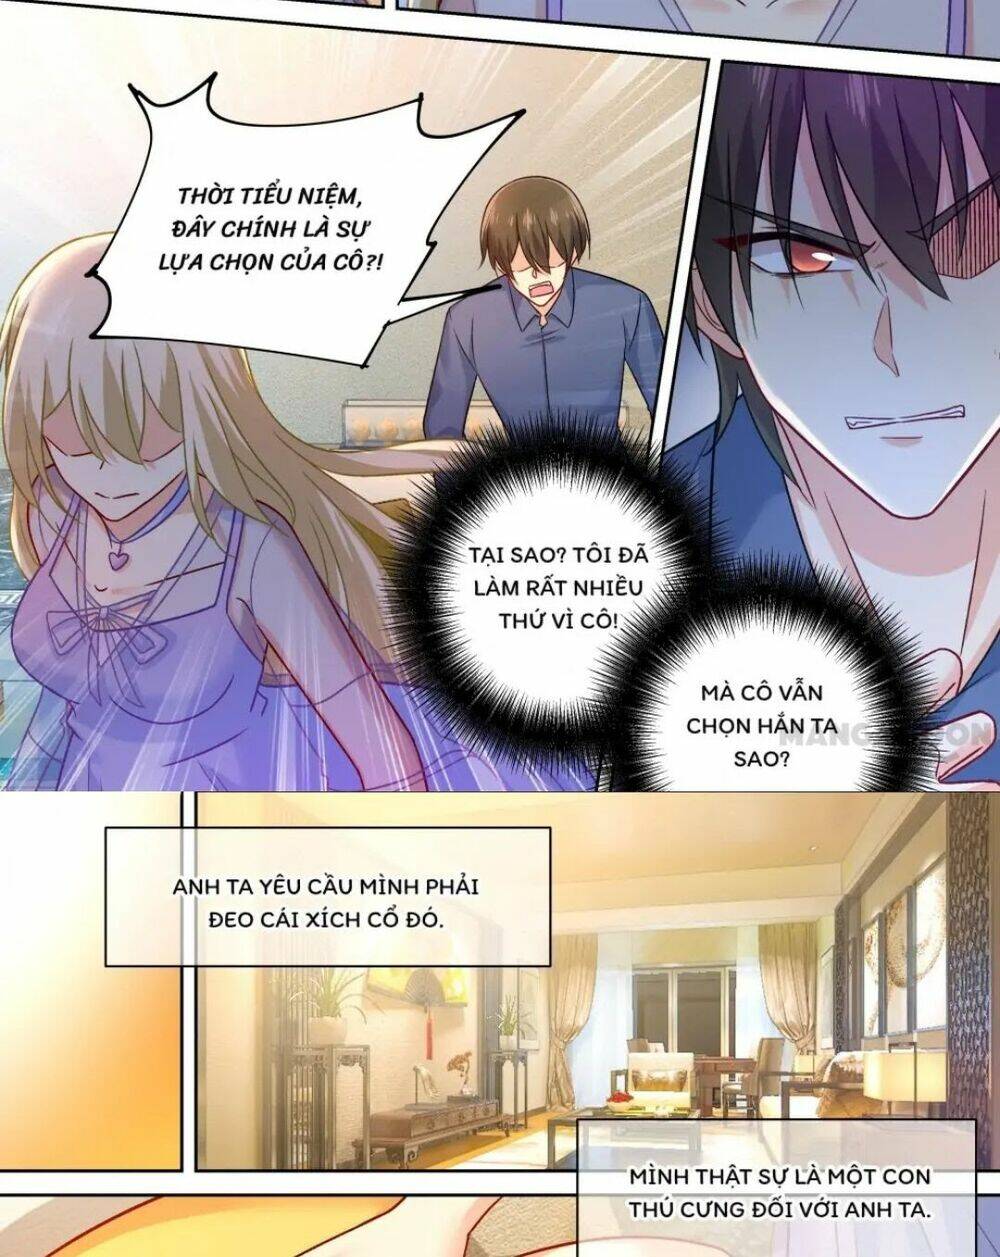 THỜI TIỂU NIỆM,
ĐÂY CHÍNH LÀ SỰ
LỰA CHỌN CỦA CÔ?!
TẠI SAO? TÔI ĐÃ
LÀM RẤT NHIỀU
THỨ VÌ CÔ!
MÀ CÔ VẪN
CHỌN HẮN TA
SAO?
ANH TA YÊU CẦU MÌNH PHẢI
ĐEO CÁI XÍCH CỔ ĐÓ.
MÌNH THẬT SỰ LÀ MỘT CON
THÚ CƯNG ĐỐI VỚI ANH TA.